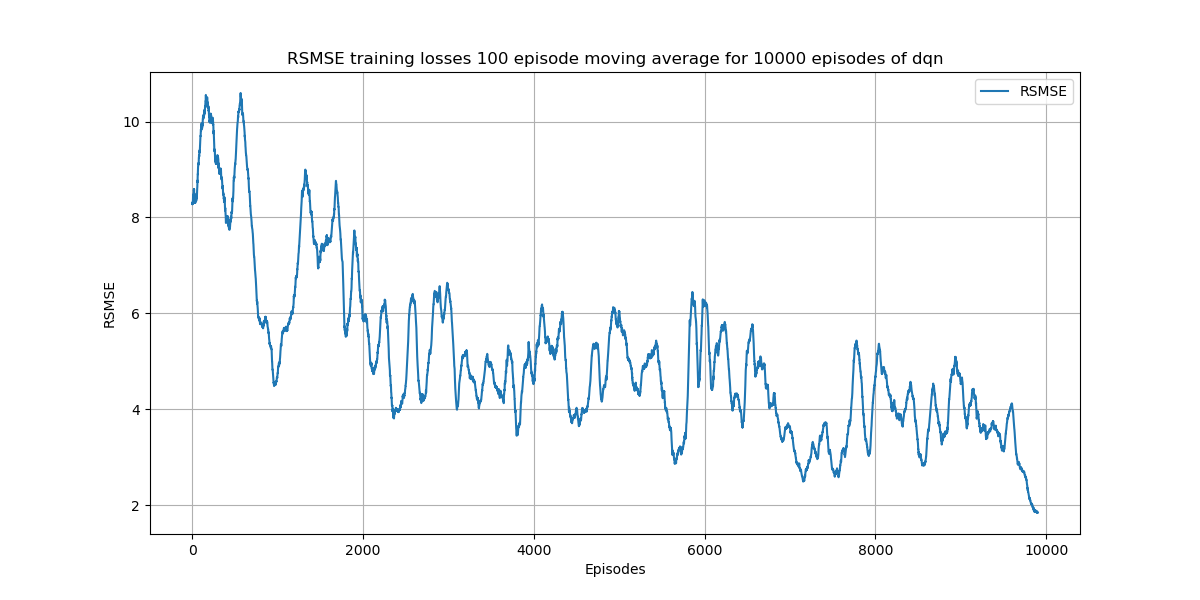 RSMSE training losses 100 episode moving average for 10000 episodes of dqn
RSMSE
10
8
6
4
2
RSMSE
0 2000 4000 6000 8000 10000
Episodes